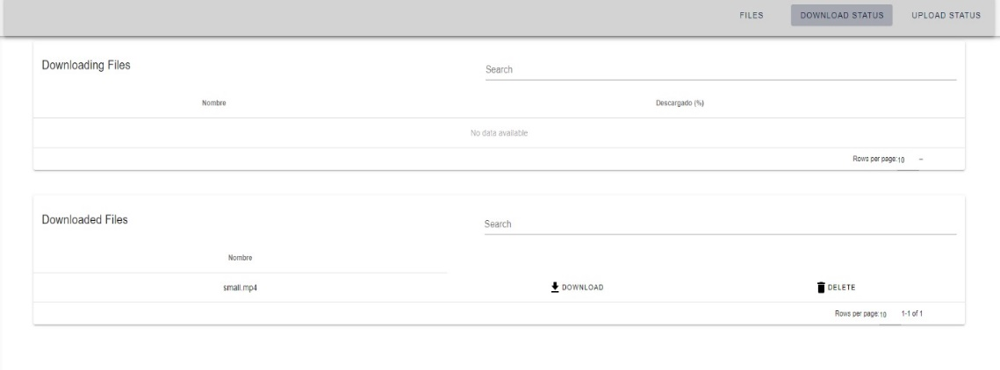 FILES DOWNLOAD STATUS UPLOAD STATUS
Downloading Files
Search
Nombre Descargado (%)
No data available
Rows per page: 10 –
Downloaded Files
Search
Nombre
small.mp4 DOWNLOAD DELETE
Rows per page: 10 1-1 of 1